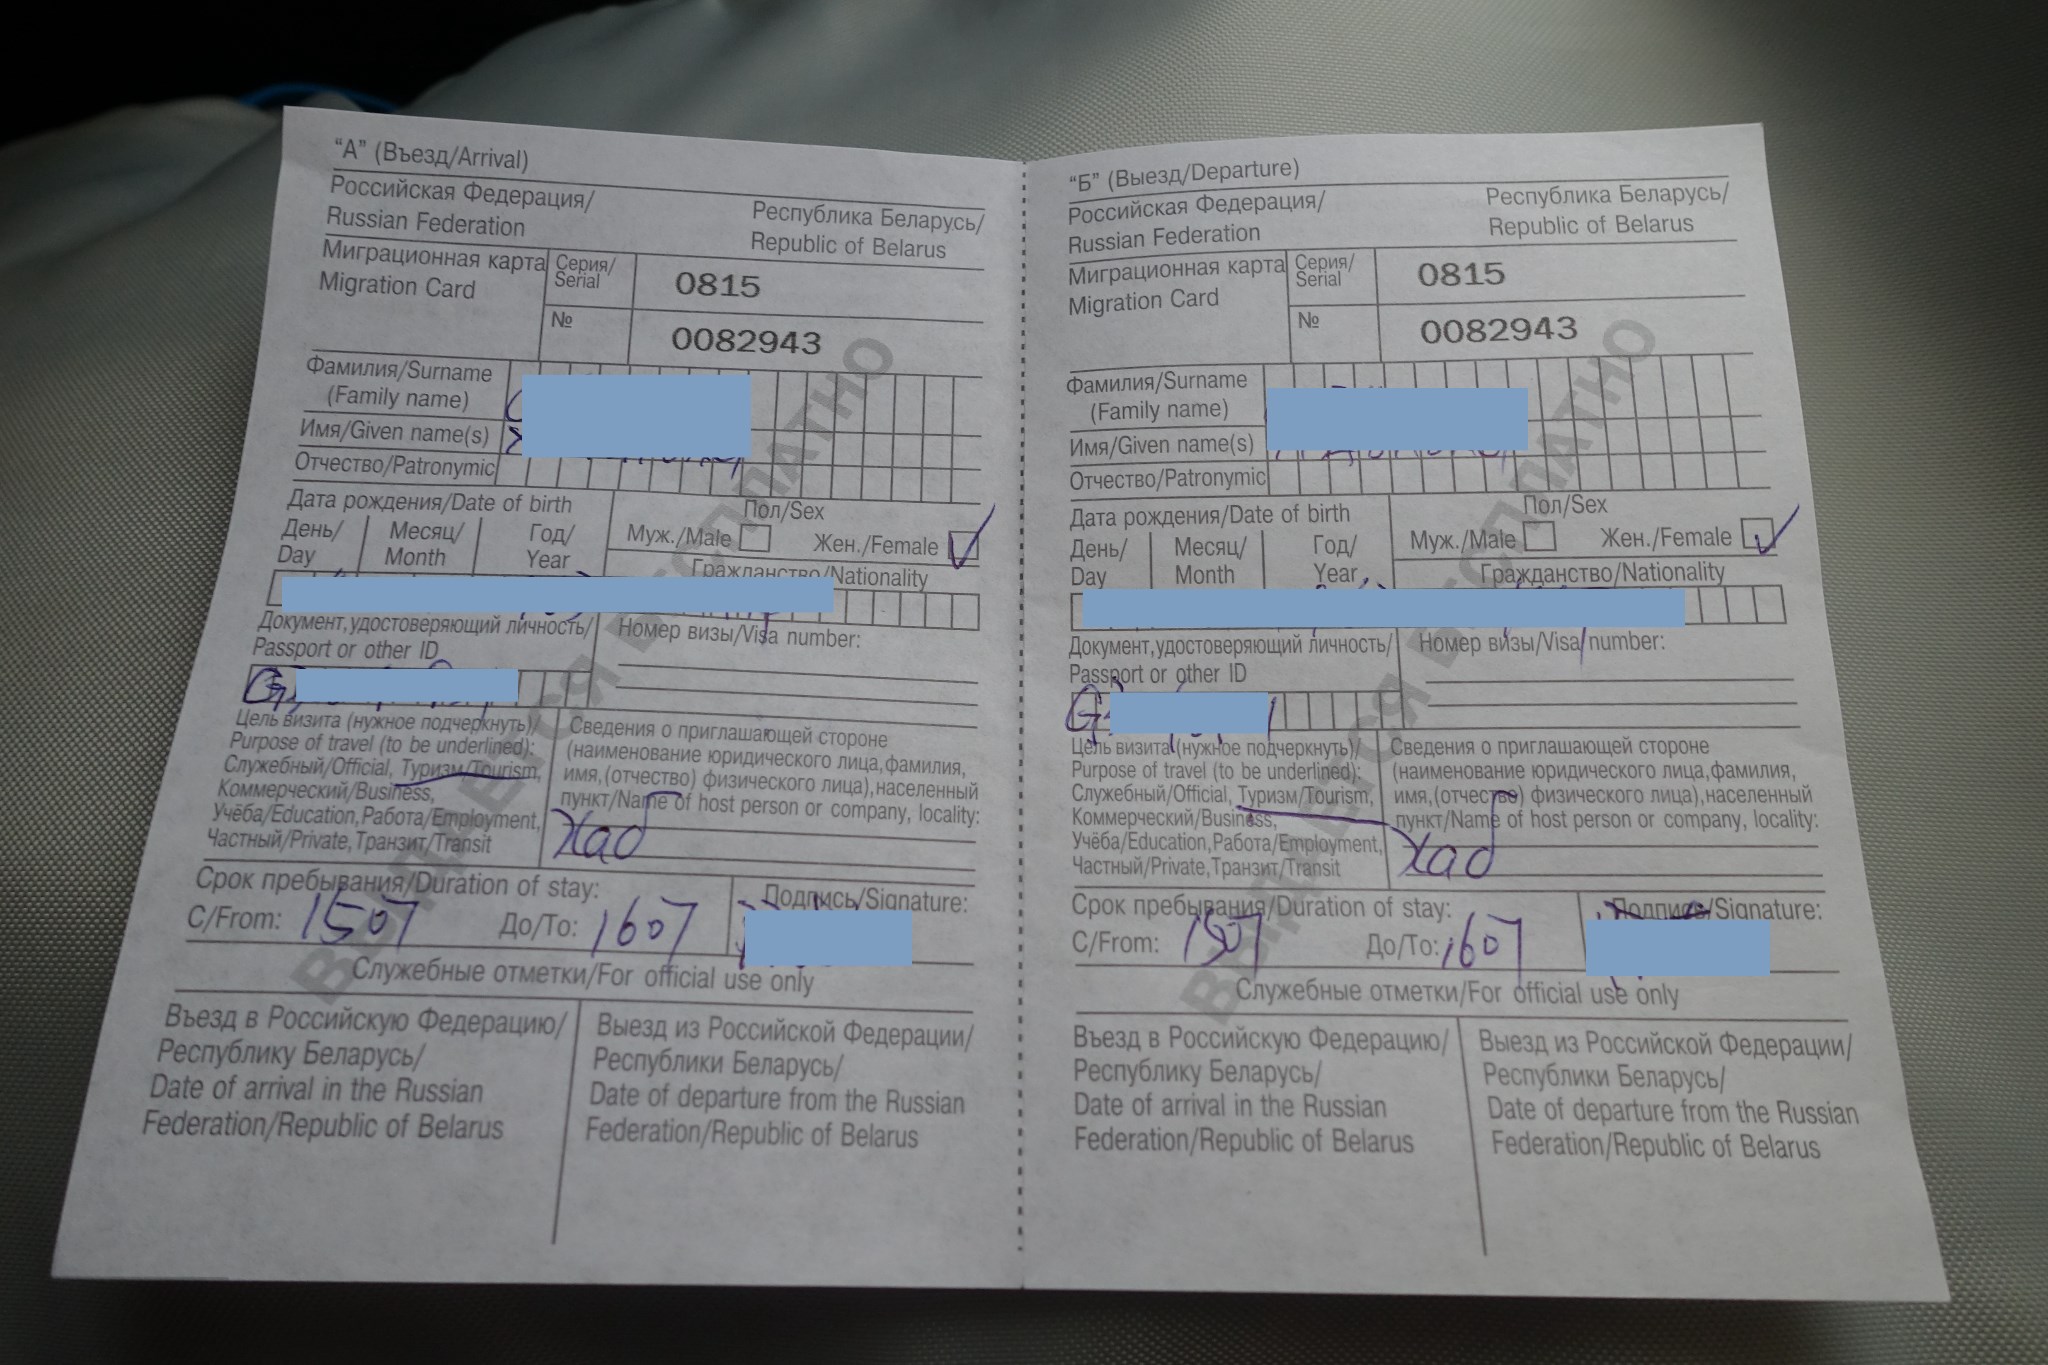 “А” (Въезд/Arrival)
Российская Федерация/
Russian Federation
Республика Беларусь/
Republic of Belarus
Миграционная карта
Migration Card
Серия/
Serial
0815
№
0082943
Фамилия/Surname
(Family name)
Имя/Given name(s)
Отчество/Patronymic
Дата рождения/Date of birth
День/
Day
Месяц/
Month
Год/
Year
Пол/Sex
Муж./Male
Жен./Female
Гражданство/Nationality
Документ,удостоверяющий личность/
Passport or other ID
Номер визы/Visa number:
G
Цель визита (нужное подчеркнуть)/
Purpose of travel (to be underlined):
Служебный/Official, Туризм/Tourism,
Коммерческий/Business,
Учёба/Education,Работа/Employment,
Частный/Private,Транзит/Transit
Сведения о приглашающей стороне
(наименование юридического лица,фамилия,
имя,(отчество) физического лица),населенный
пункт/Name of host person or company, locality:
Хаб
Срок пребывания/Duration of stay:
С/From: 1507
До/To: 1607
Подпись/Signature:
Служебные отметки/For official use only
Въезд в Российскую Федерацию/
Республику Беларусь/
Date of arrival in the Russian
Federation/Republic of Belarus
Выезд из Российской Федерации/
Республики Беларусь/
Date of departure from the Russian
Federation/Republic of Belarus
ВЫДАЕТСЯ БЕСПЛАТНО
“Б” (Выезд/Departure)
Российская Федерация/
Russian Federation
Республика Беларусь/
Republic of Belarus
Миграционная карта
Migration Card
Серия/
Serial
0815
№
0082943
Фамилия/Surname
(Family name)
Имя/Given name(s)
Отчество/Patronymic
Дата рождения/Date of birth
День/
Day
Месяц/
Month
Год/
Year
Пол/Sex
Муж./Male
Жен./Female
Гражданство/Nationality
Документ,удостоверяющий личность/
Passport or other ID
Номер визы/Visa number:
G
Цель визита (нужное подчеркнуть)/
Purpose of travel (to be underlined):
Служебный/Official, Туризм/Tourism,
Коммерческий/Business,
Учёба/Education,Работа/Employment,
Частный/Private,Транзит/Transit
Сведения о приглашающей стороне
(наименование юридического лица,фамилия,
имя,(отчество) физического лица),населенный
пункт/Name of host person or company, locality:
Хаб
Срок пребывания/Duration of stay:
С/From: 1507
До/To: 1607
Подпись/Signature:
Служебные отметки/For official use only
Въезд в Российскую Федерацию/
Республику Беларусь/
Date of arrival in the Russian
Federation/Republic of Belarus
Выезд из Российской Федерации/
Республики Беларусь/
Date of departure from the Russian
Federation/Republic of Belarus
ВЫДАЕТСЯ БЕСПЛАТНО